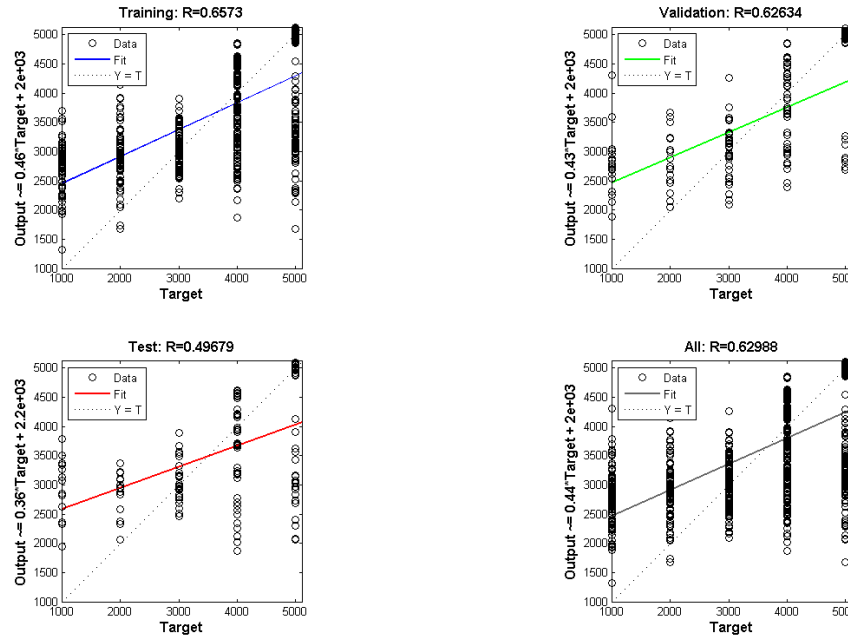 Training: R=0.6573
Output ~= 0.46*Target + 2e+03
5000
4500
4000
3500
3000
2500
2000
1500
1000
Data
Fit
Y = T
1000 2000 3000 4000 5000
Target
Validation: R=0.62634
Output ~= 0.43*Target + 2e+03
5000
4500
4000
3500
3000
2500
2000
1500
1000
Data
Fit
Y = T
1000 2000 3000 4000
Target
Test: R=0.49679
Output ~= 0.36*Target + 2.2e+03
5000
4500
4000
3500
3000
2500
2000
1500
1000
Data
Fit
Y = T
1000 2000 3000 4000 5000
Target
All: R=0.62988
Output ~= 0.44*Target + 2e+03
5000
4500
4000
3500
3000
2500
2000
1500
1000
Data
Fit
Y = T
1000 2000 3000 4000
Target